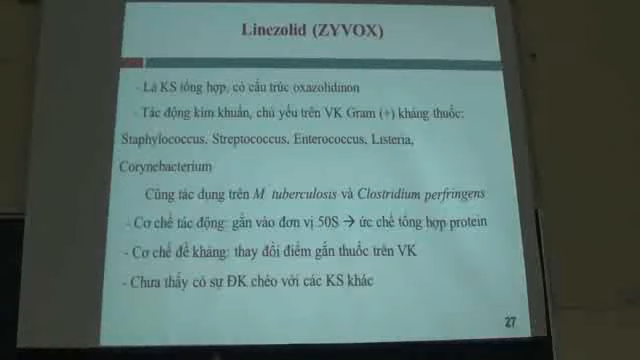 Linezolid (ZYVOX)
- Là KS tổng hợp, có cấu trúc oxazolidinon
- Tác động kìm khuẩn, chủ yếu trên VK Gram (+) kháng thuốc:
Staphylococcus, Streptococcus, Enterococcus, Listeria,
Corynebacterium
Cũng tác dụng trên M tuberculosis và Clostridium perfringens
- Cơ chế tác động: gắn vào đơn vị 50S → ức chế tổng hợp protein
- Cơ chế đề kháng: thay đổi điểm gắn thuốc trên VK
- Chưa thấy có sự ĐK chéo với các KS khác
27